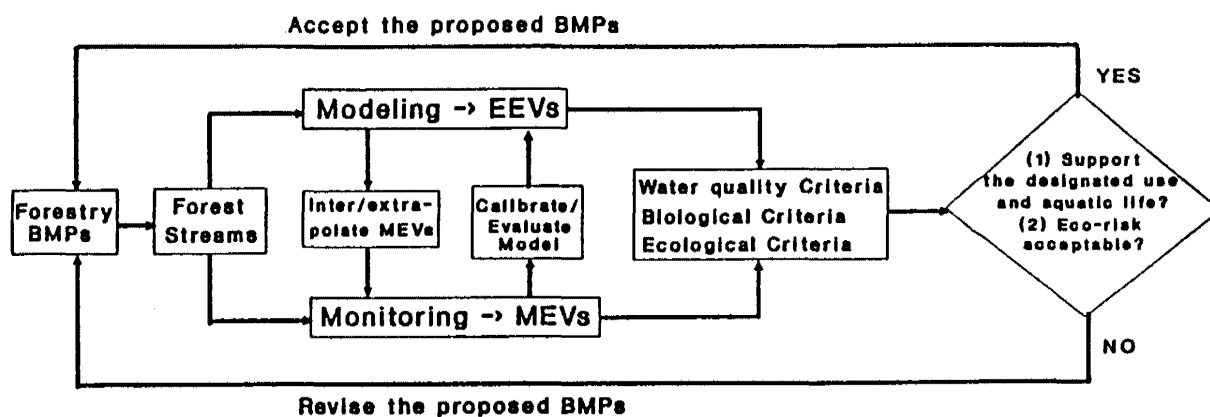 Accept the proposed BMPs
YES
Modeling -> EEVs
(1) Support
the designated use
and aquatic life?
(2) Eco-risk
acceptable?
Forestry
BMPs
Forest
Streams
Inter/extra-
polate MEVs
Calibrate/
Evaluate
Model
Water quality Criteria
Biological Criteria
Ecological Criteria
Monitoring -> MEVs
NO
Revise the proposed BMPs